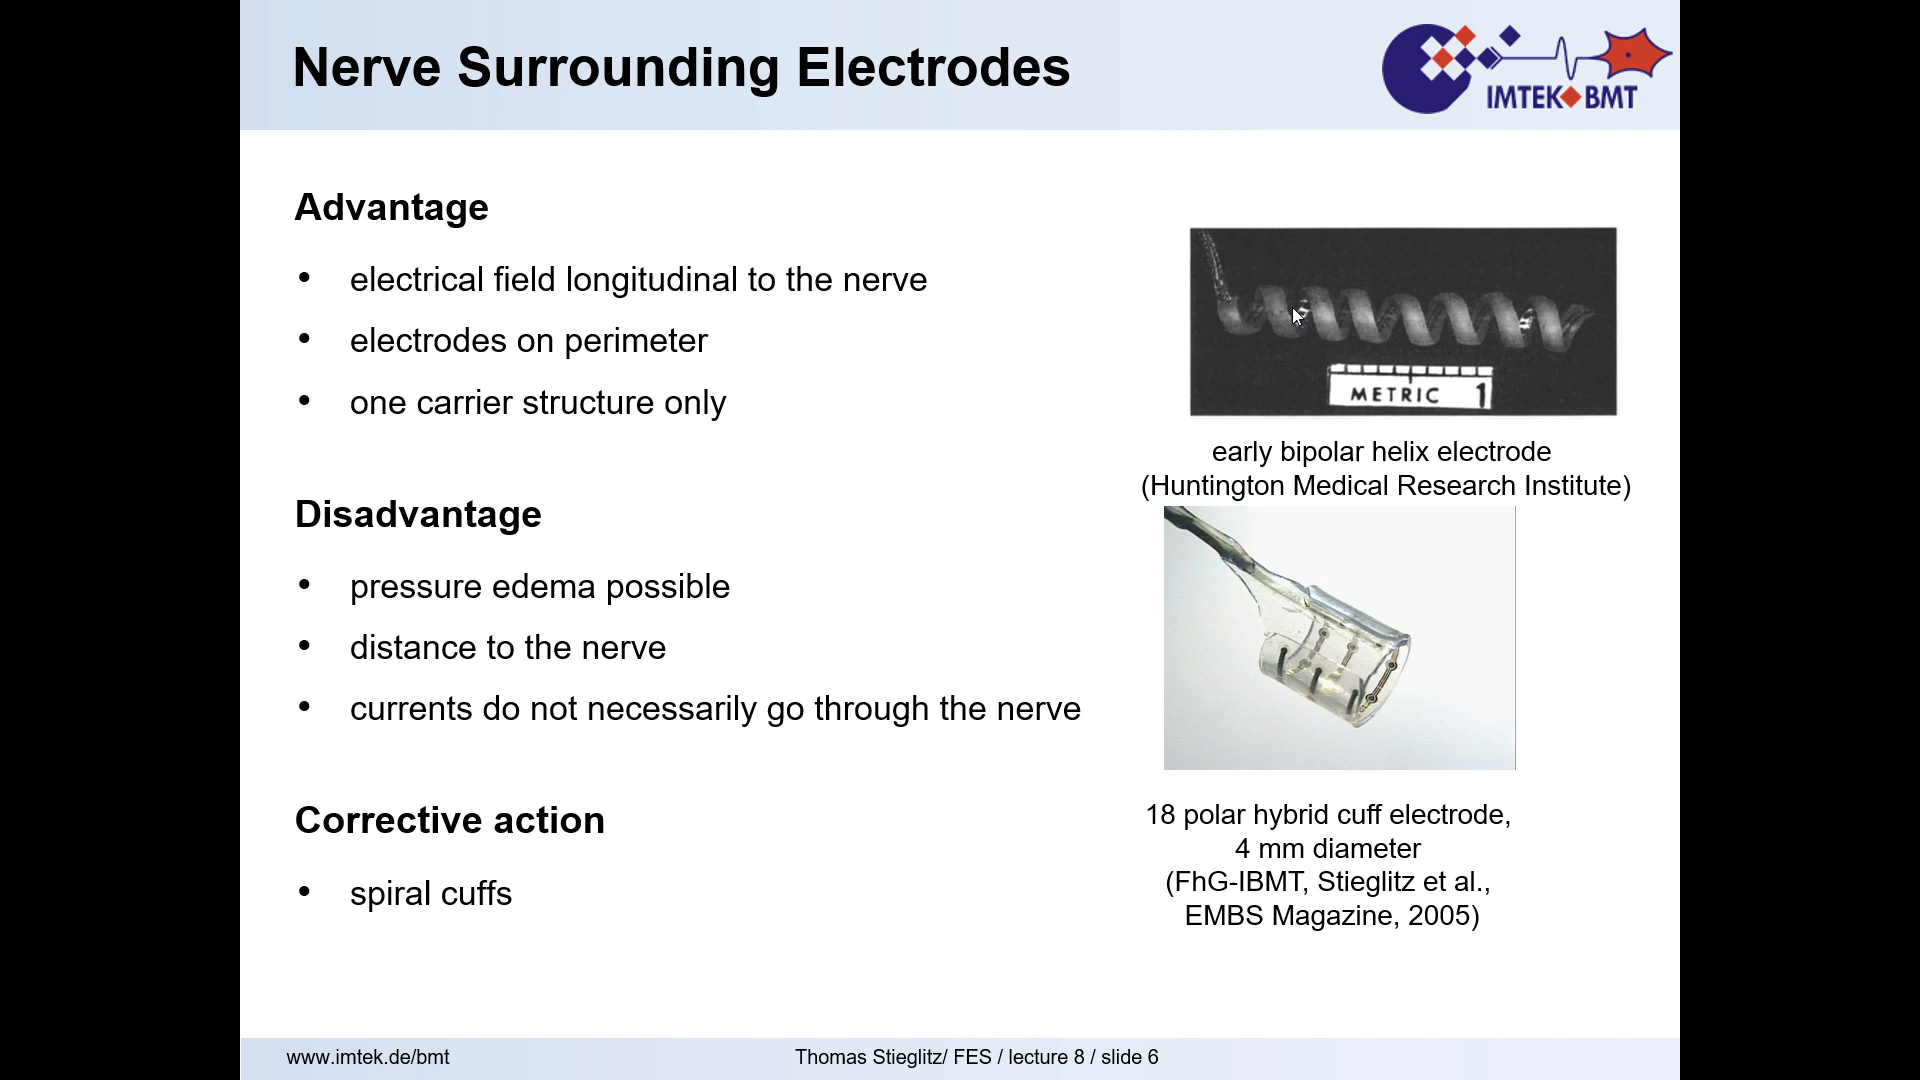 Nerve Surrounding Electrodes
IMTEK BMT
Advantage
• electrical field longitudinal to the nerve
• electrodes on perimeter
• one carrier structure only
Disadvantage
• pressure edema possible
• distance to the nerve
• currents do not necessarily go through the nerve
Corrective action
• spiral cuffs
METRIC 1
early bipolar helix electrode
(Huntington Medical Research Institute)
18 polar hybrid cuff electrode,
4 mm diameter
(FhG-IBMT, Stieglitz et al.,
EMBS Magazine, 2005)
www.imtek.de/bmt
Thomas Stieglitz/ FES / lecture 8 / slide 6